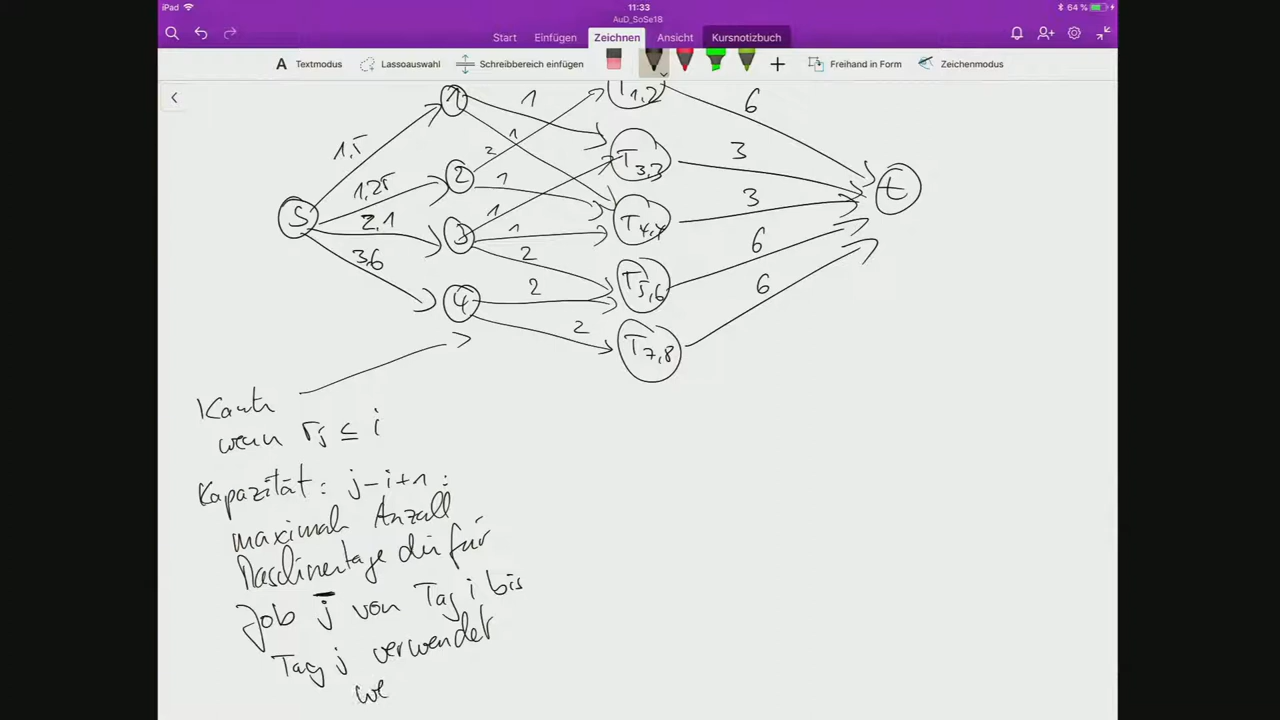 iPad
11:33
64 %
AuD_SoSe18
Start Einfügen Zeichnen Ansicht Kursnotizbuch
Textmodus Lassoauswahl Schreibbereich einfügen Freihand in Form Zeichenmodus
1 1 T1,2 6
1,5 1 T3,3 3
2 2
1,25 1 3 t
S 2,1 1 T4,4
3 1 6
3,6 2 T5,6
4 2 6
2 T7,8
Kante
wenn rj ≤ i
Kapazität: j-i+1:
maximale Anzahl
Maschinentage die für
Job j̄ von Tag i bis
Tag j verwendet
we